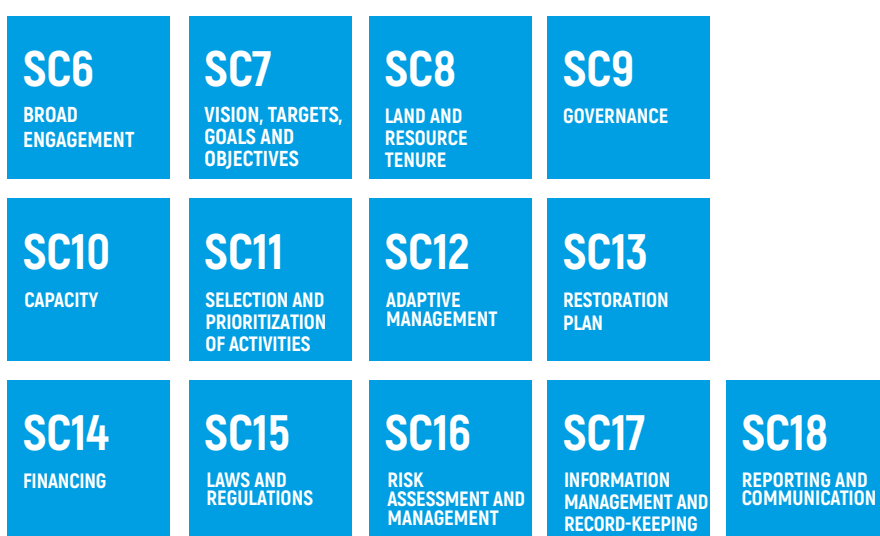 SC6
BROAD
ENGAGEMENT
SC7
VISION, TARGETS,
GOALS AND
OBJECTIVES
SC8
LAND AND
RESOURCE
TENURE
SC9
GOVERNANCE
SC10
CAPACITY
SC11
SELECTION AND
PRIORITIZATION
OF ACTIVITIES
SC12
ADAPTIVE
MANAGEMENT
SC13
RESTORATION
PLAN
SC14
FINANCING
SC15
LAWS AND
REGULATIONS
SC16
RISK
ASSESSMENT AND
MANAGEMENT
SC17
INFORMATION
MANAGEMENT AND
RECORD-KEEPING
SC18
REPORTING AND
COMMUNICATION